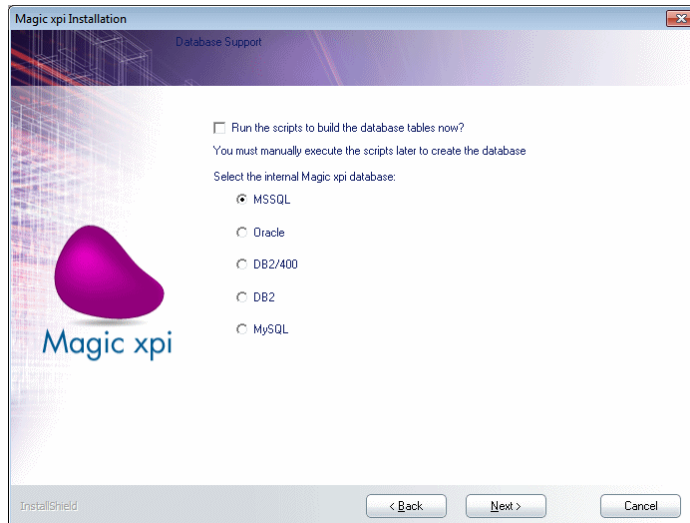 Magic xpi Installation
Database Support
Run the scripts to build the database tables now?
You must manually execute the scripts later to create the database
Select the internal Magic xpi database:
MSSQL
Oracle
DB2/400
DB2
MySQL
Magic xpi
InstallShield
< Back
Next >
Cancel